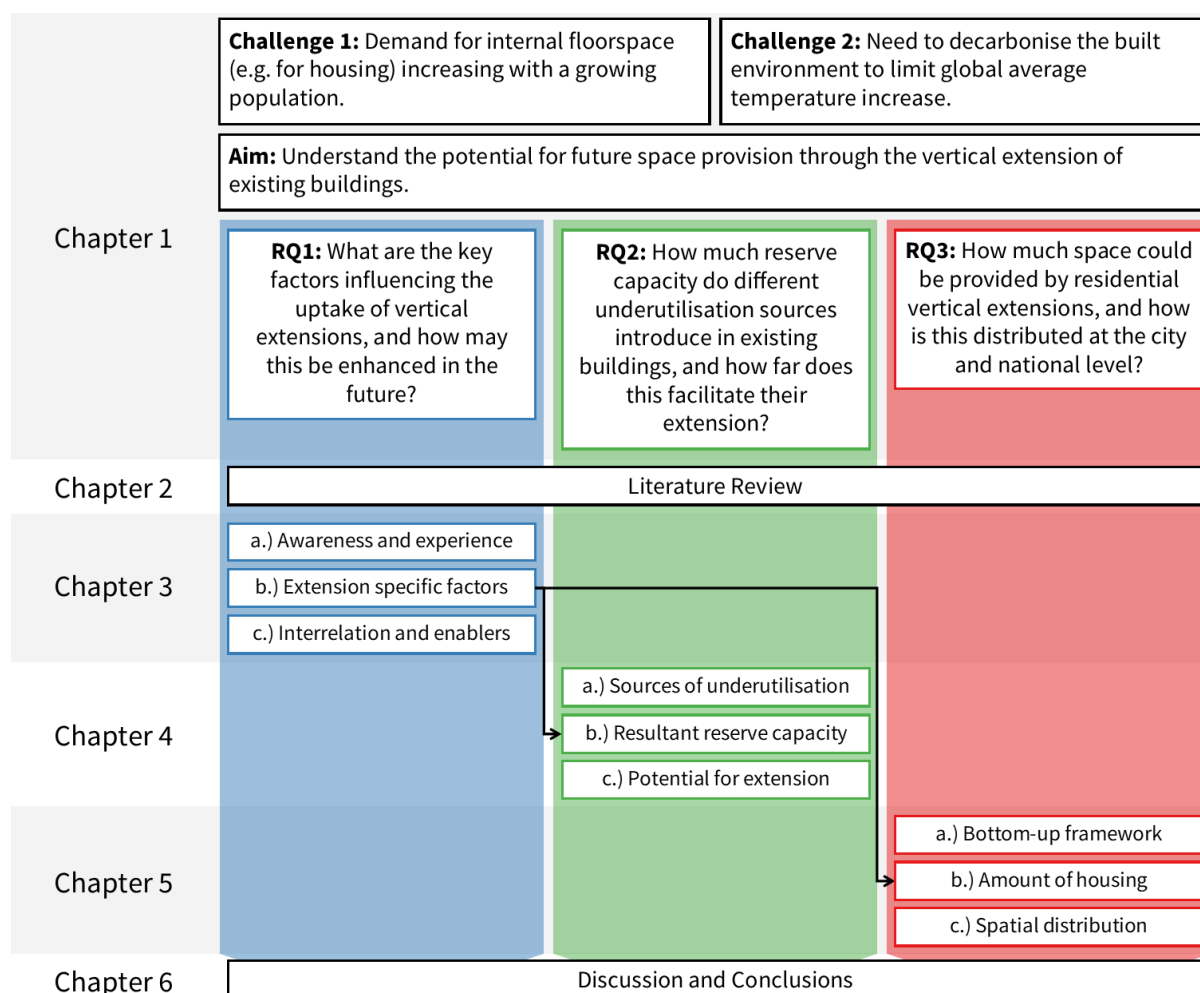 Challenge 1: Demand for internal floorspace
(e.g. for housing) increasing with a growing
population.
Challenge 2: Need to decarbonise the built
environment to limit global average
temperature increase.
Aim: Understand the potential for future space provision through the vertical extension of
existing buildings.
Chapter 1
RQ1: What are the key
factors influencing the
uptake of vertical
extensions, and how may
this be enhanced in the
future?
RQ2: How much reserve
capacity do different
underutilisation sources
introduce in existing
buildings, and how far does
this facilitate their
extension?
RQ3: How much space could
be provided by residential
vertical extensions, and how
is this distributed at the city
and national level?
Chapter 2
Literature Review
Chapter 3
a.) Awareness and experience
b.) Extension specific factors
c.) Interrelation and enablers
Chapter 4
a.) Sources of underutilisation
b.) Resultant reserve capacity
c.) Potential for extension
Chapter 5
a.) Bottom-up framework
b.) Amount of housing
c.) Spatial distribution
Chapter 6
Discussion and Conclusions